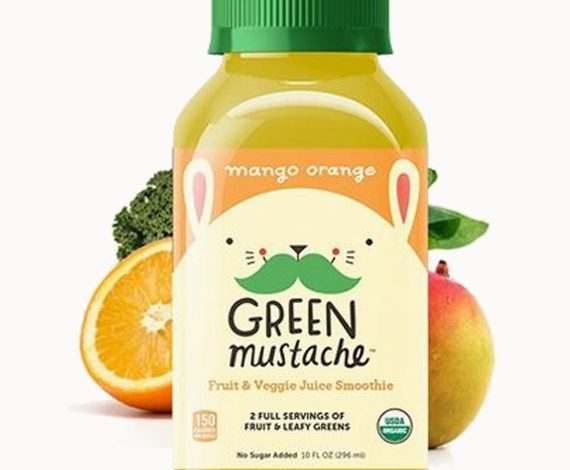 mango orange
GREEN
mustache™
Fruit & Veggie Juice Smoothie
150
2 FULL SERVINGS OF
FRUIT & LEAFY GREENS
USDA
ORGANIC
No Sugar Added 10 FL OZ (296 ml)